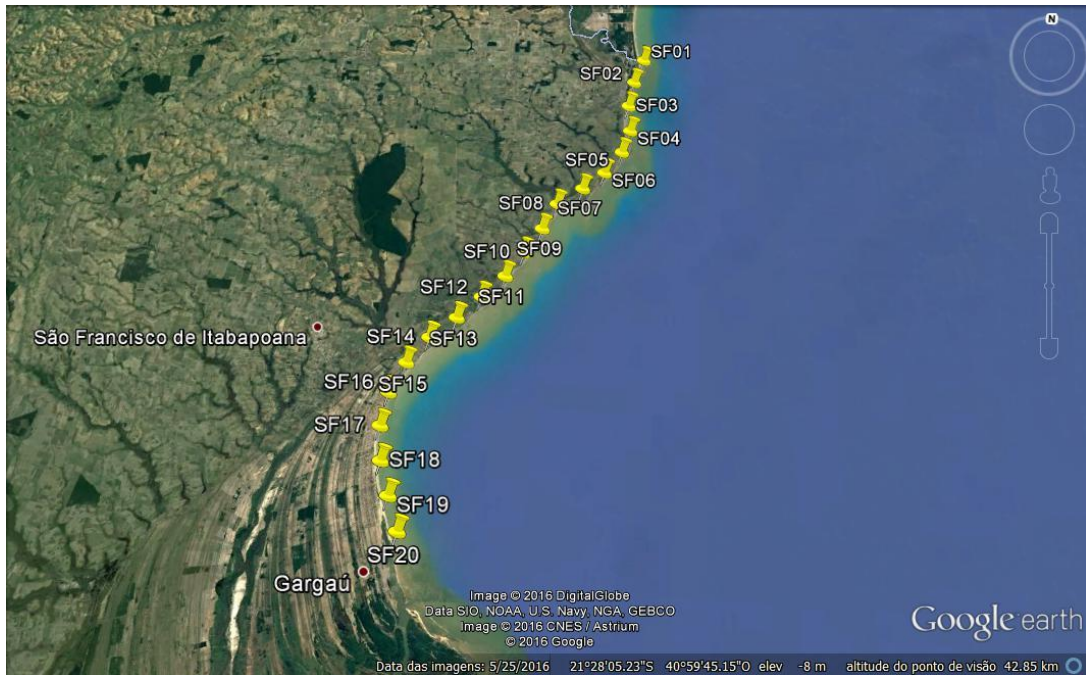 N
SF01
SF02
SF03
SF04
SF05
SF06
SF07
SF08
SF09
SF10
SF11
SF12
SF13
SF14
SF15
SF16
SF17
SF18
SF19
SF20
São Francisco de Itabapoana
Gargaú
Image © 2016 DigitalGlobe
Data SIO, NOAA, U.S. Navy, NGA, GEBCO
Image © 2016 CNES / Astrium
© 2016 Google
Google earth
Data das imagens: 5/25/2016 21°28'05.23"S 40°59'45.15"O elev -8 m altitude do ponto de visão 42.85 km